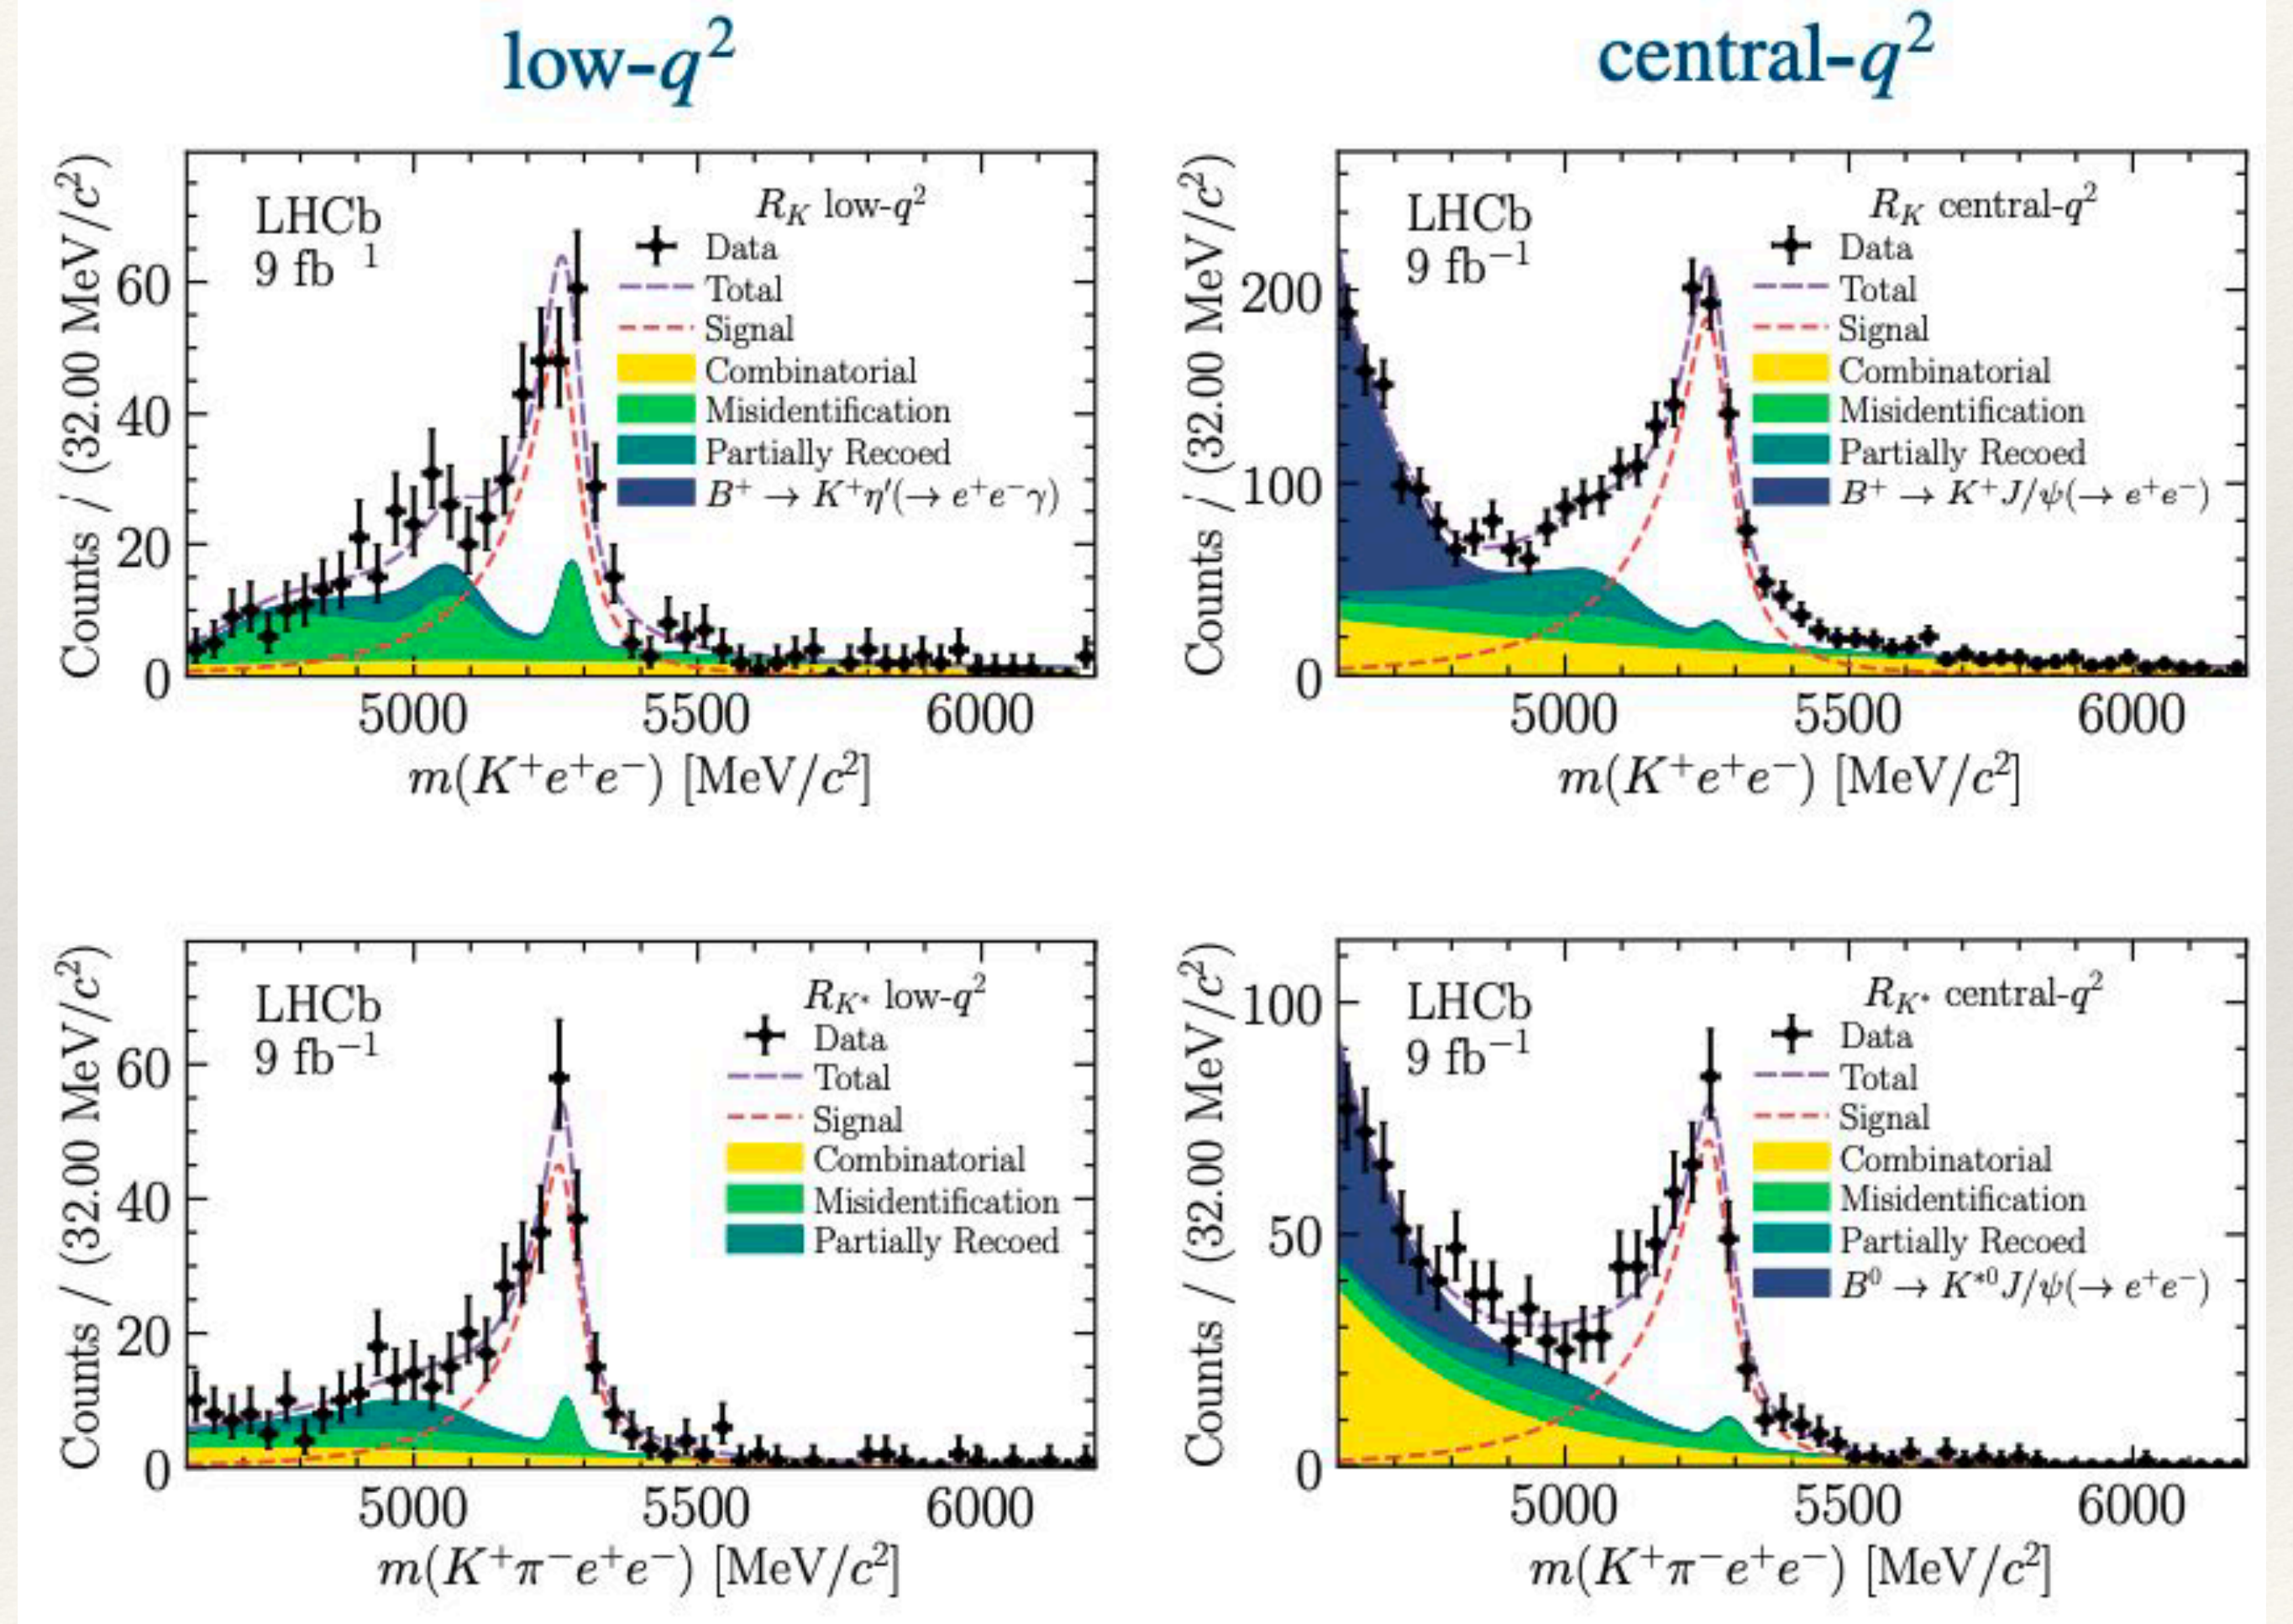 low-q²
central-q²
Counts / (32.00 MeV/c²)
60
40
20
0
LHCb
9 fb ¹
R_K low-q²
Data
Total
Signal
Combinatorial
Misidentification
Partially Recoed
B⁺ → K⁺η′(→ e⁺e⁻γ)
5000 5500 6000
m(K⁺e⁺e⁻) [MeV/c²]
Counts / (32.00 MeV/c²)
200
100
0
LHCb
9 fb⁻¹
R_K central-q²
Data
Total
Signal
Combinatorial
Misidentification
Partially Recoed
B⁺ → K⁺J/ψ(→ e⁺e⁻)
5000 5500 6000
m(K⁺e⁺e⁻) [MeV/c²]
Counts / (32.00 MeV/c²)
60
40
20
0
LHCb
9 fb⁻¹
R_K* low-q²
Data
Total
Signal
Combinatorial
Misidentification
Partially Recoed
5000 5500 6000
m(K⁺π⁻e⁺e⁻) [MeV/c²]
Counts / (32.00 MeV/c²)
100
50
0
LHCb
9 fb⁻¹
R_K* central-q²
Data
Total
Signal
Combinatorial
Misidentification
Partially Recoed
B⁰ → K*⁰J/ψ(→ e⁺e⁻)
5000 5500 6000
m(K⁺π⁻e⁺e⁻) [MeV/c²]